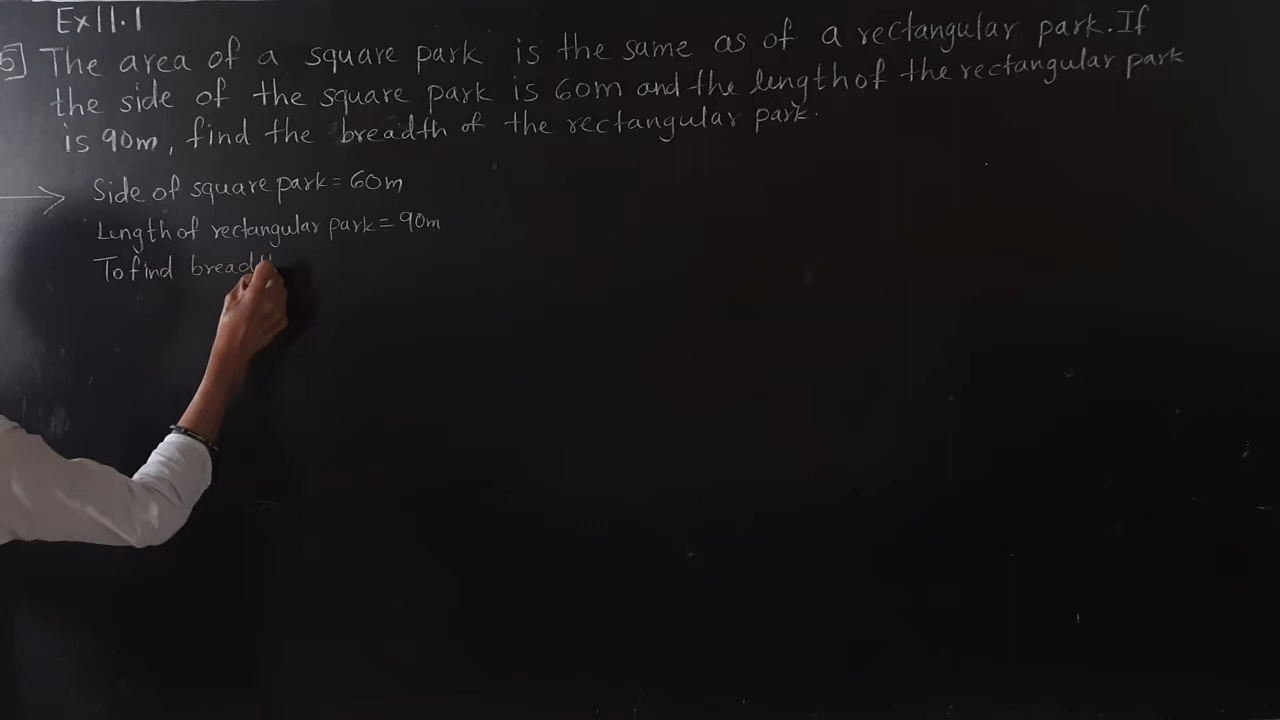 Ex 11.1
5] The area of a square park is the same as of a rectangular park. If
the side of the square park is 60m and the length of the rectangular park
is 90m, find the breadth of the rectangular park.
Side of square park = 60m
Length of rectangular park = 90m
To find breadth